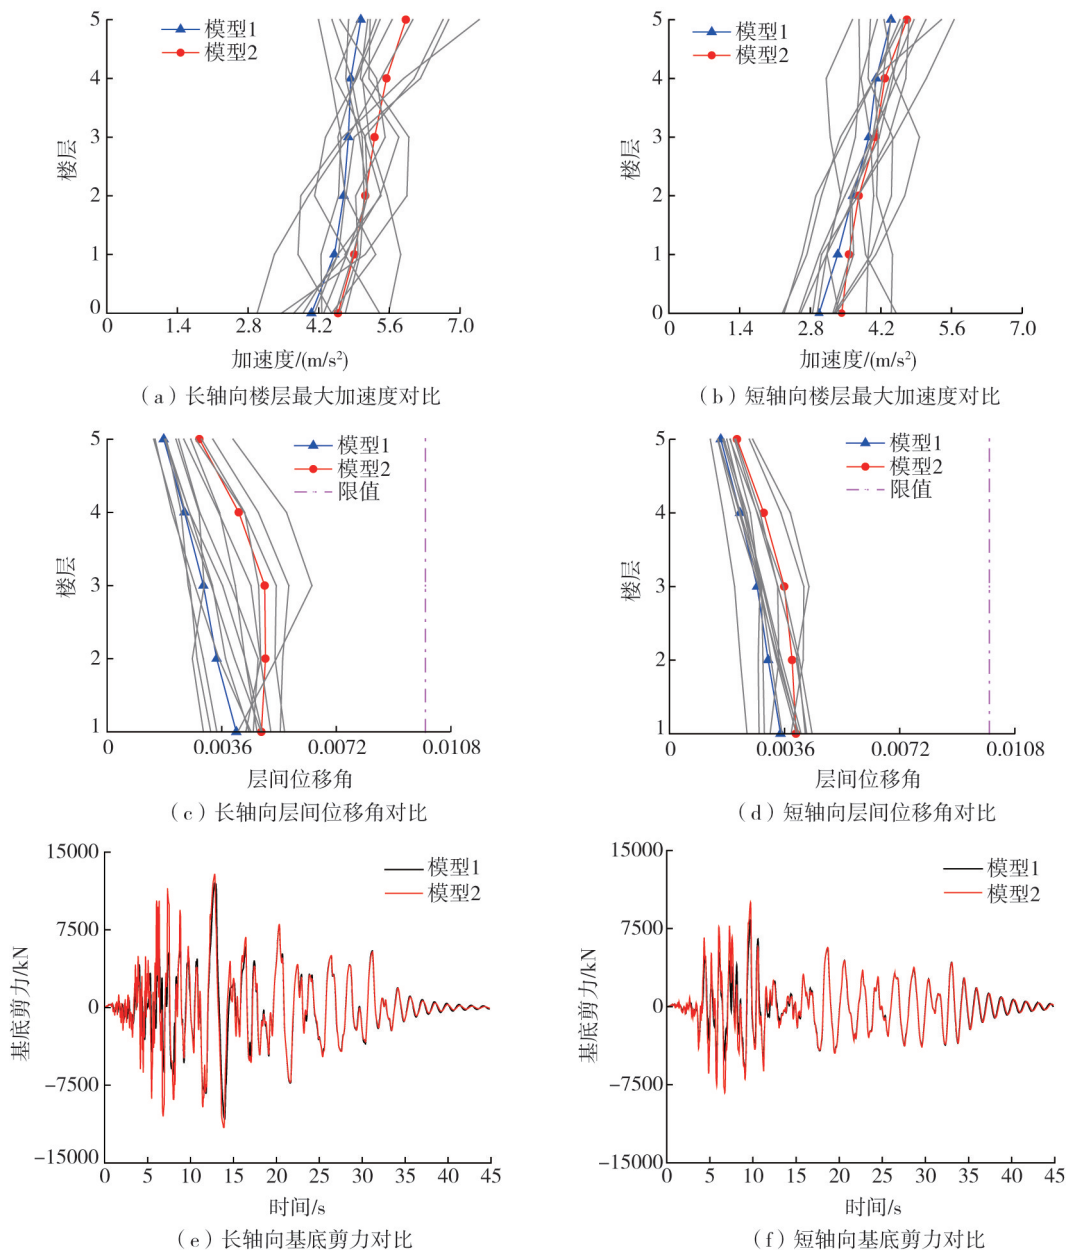 5
4
3
2
1
0
楼层
模型1
模型2
0 1.4 2.8 4.2 5.6 7.0
加速度/(m/s²)
（a）长轴向楼层最大加速度对比
5
4
3
2
1
0
楼层
模型1
模型2
0 1.4 2.8 4.2 5.6 7.0
加速度/(m/s²)
（b）短轴向楼层最大加速度对比
5
4
3
2
1
楼层
模型1
模型2
限值
0 0.0036 0.0072 0.0108
层间位移角
（c）长轴向层间位移角对比
5
4
3
2
1
楼层
模型1
模型2
限值
0 0.0036 0.0072 0.0108
层间位移角
（d）短轴向层间位移角对比
15000
7500
0
−7500
−15000
基底剪力/kN
模型1
模型2
0 5 10 15 20 25 30 35 40 45
时间/s
（e）长轴向基底剪力对比
15000
7500
0
−7500
−15000
基底剪力/kN
模型1
模型2
0 5 10 15 20 25 30 35 40 45
时间/s
（f）短轴向基底剪力对比